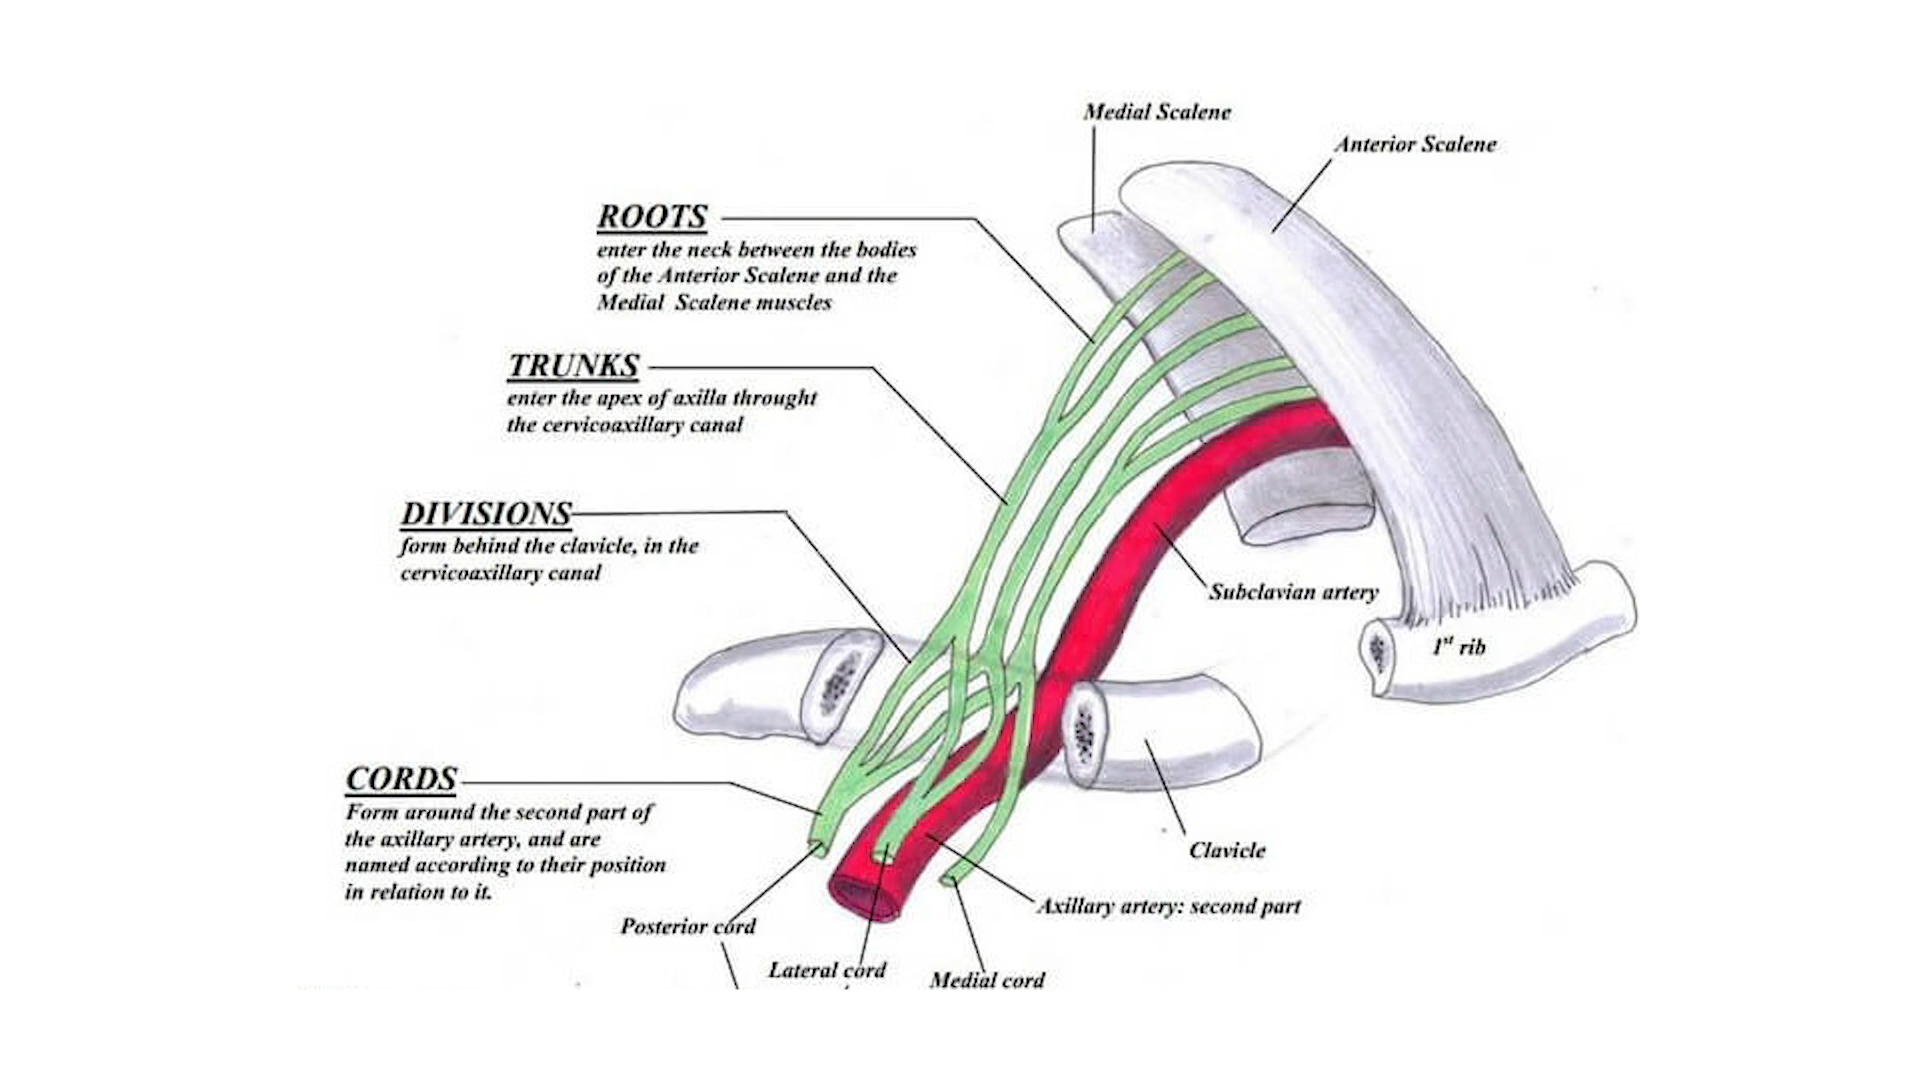 Medial Scalene
Anterior Scalene
ROOTS
enter the neck between the bodies
of the Anterior Scalene and the
Medial Scalene muscles
TRUNKS
enter the apex of axilla throught
the cervicoaxillary canal
DIVISIONS
form behind the clavicle, in the
cervicoaxillary canal
Subclavian artery
1st rib
CORDS
Form around the second part of
the axillary artery, and are
named according to their position
in relation to it.
Clavicle
Axillary artery: second part
Posterior cord
Lateral cord
Medial cord